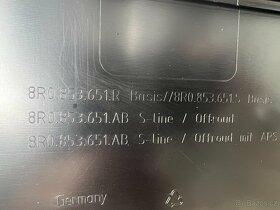 8R0.853.651.R Basis//8R0.853.651.S Basis
8R0.853.651.AB S-line / Offroad
8R0.853.651.AB S-line / Offroad mit APS
Germany